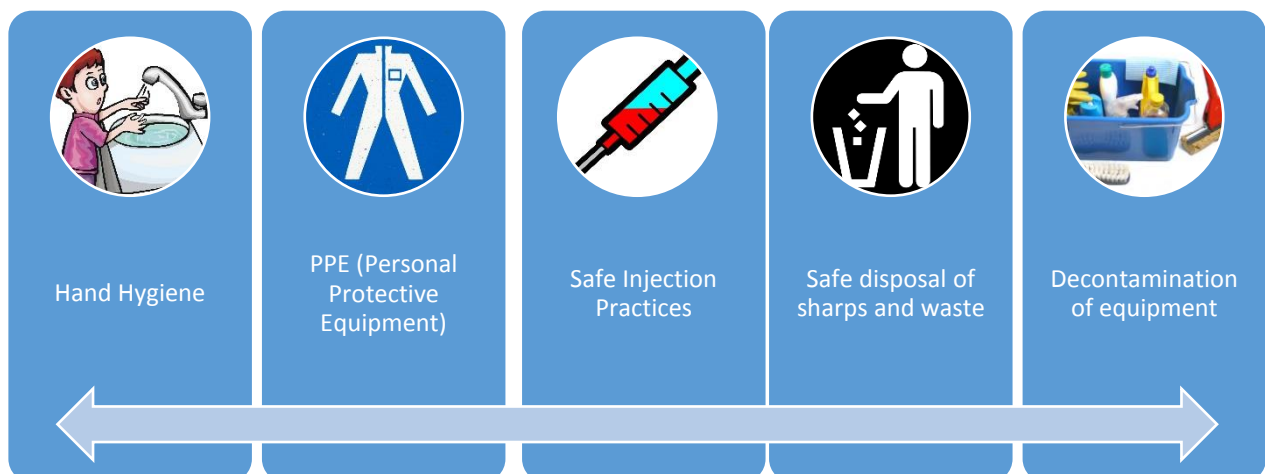 Hand Hygiene
PPE (Personal
Protective
Equipment)
Safe Injection
Practices
Safe disposal of
sharps and waste
Decontamination
of equipment